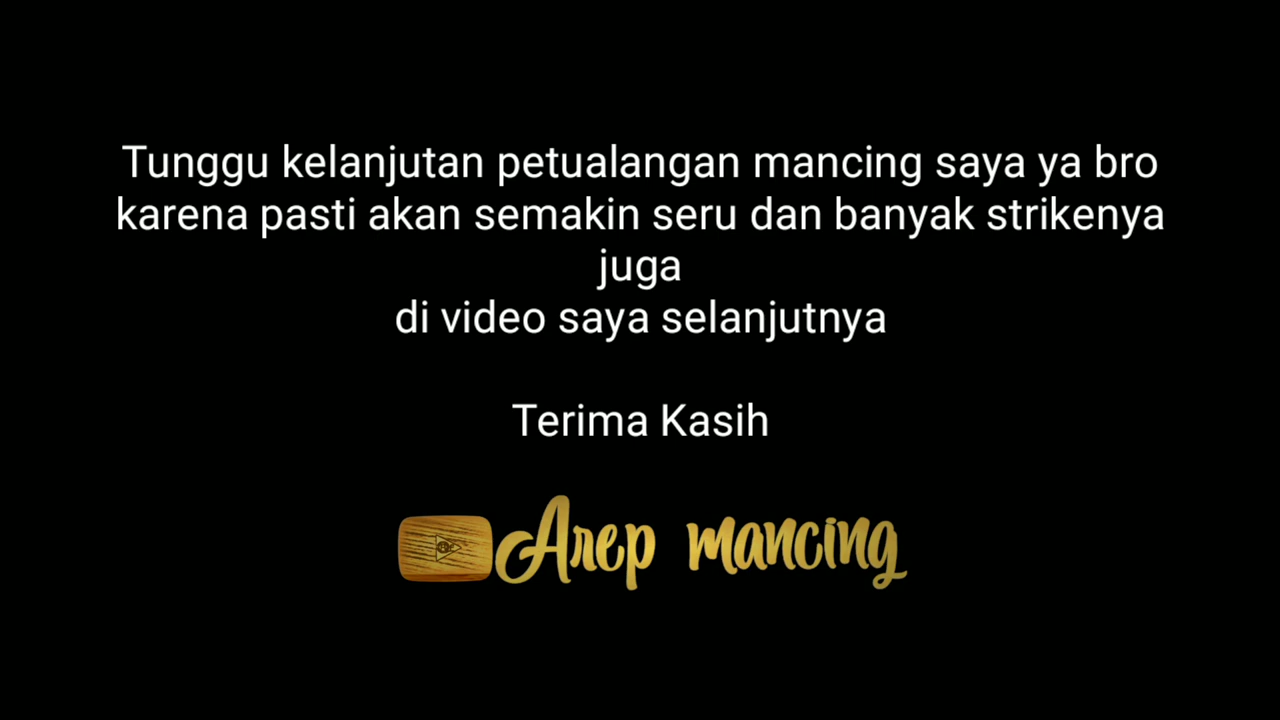 Tunggu kelanjutan petualangan mancing saya ya bro
karena pasti akan semakin seru dan banyak strikenya
juga
di video saya selanjutnya
Terima Kasih
Arep mancing